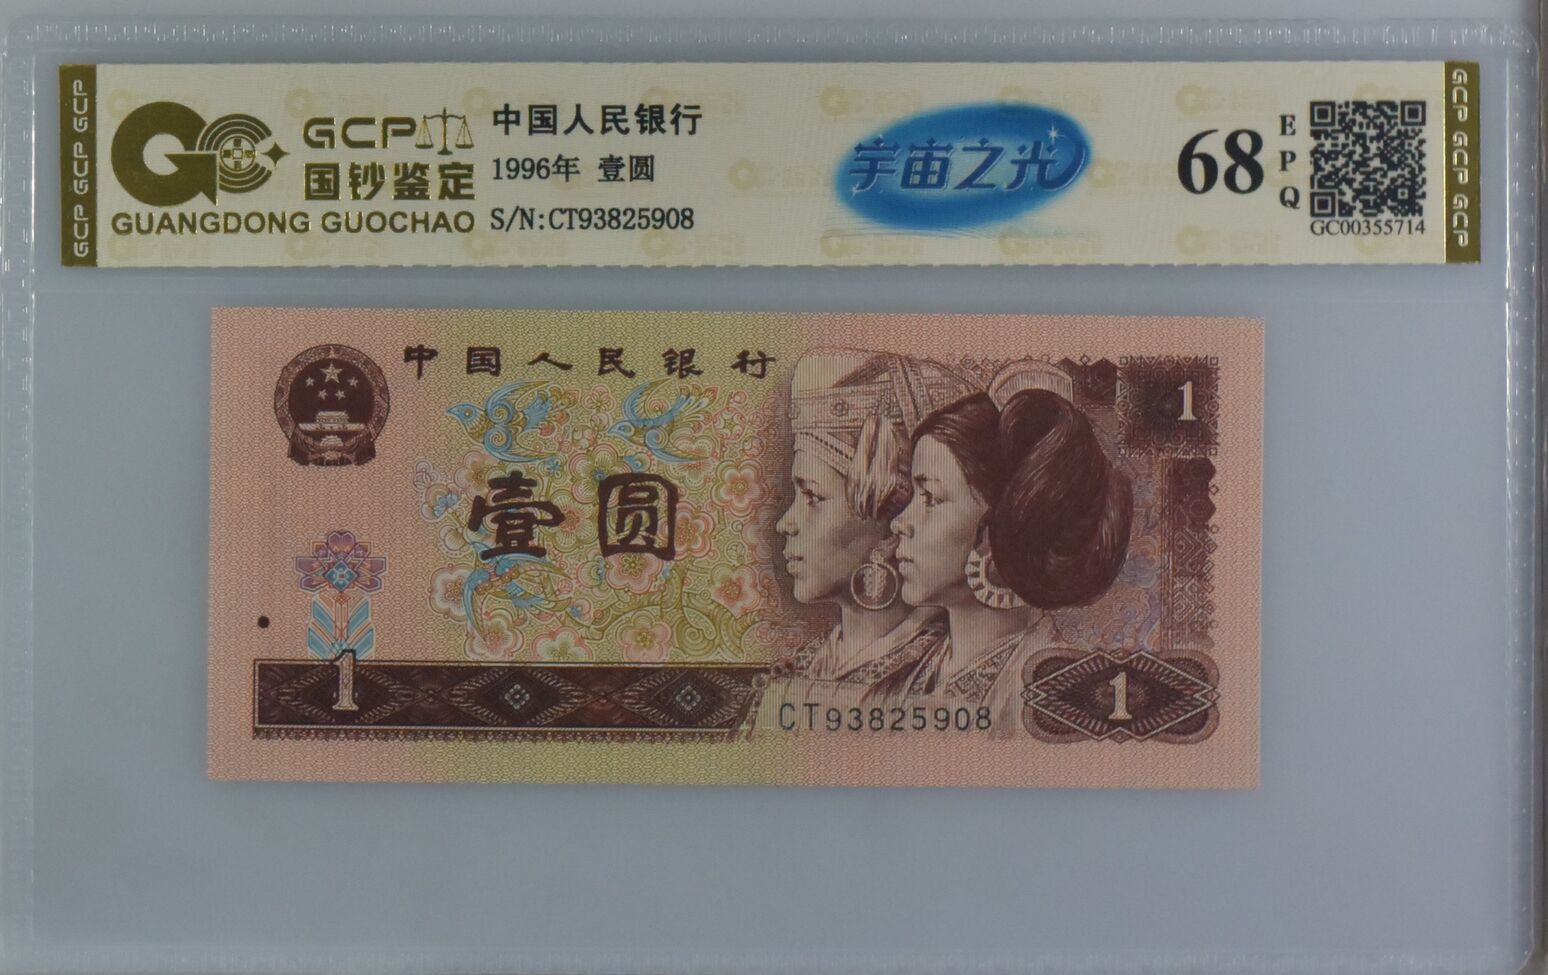 GCP GCP GCP
GCP
国钞鉴定
GUANGDONG GUOCHAO
中国人民银行
1996年 壹圆
S/N:CT93825908
宇宙之光
68
EPQ
GC00355714
GCP GCP GCP
中国人民银行
1
壹圆
1
CT93825908
1